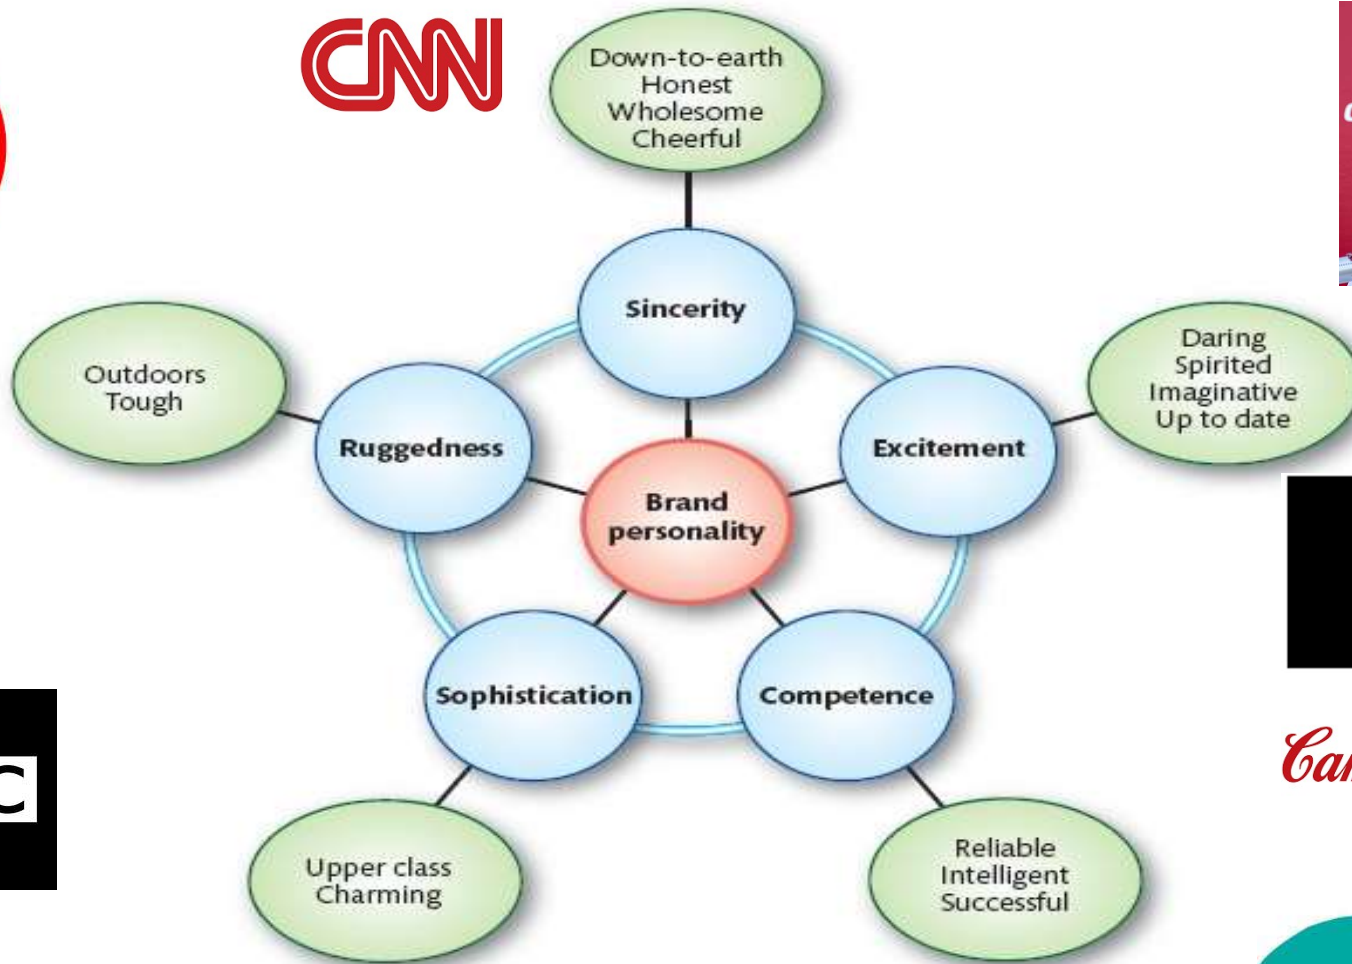 CNN
Down-to-earth
Honest
Wholesome
Cheerful
Sincerity
Daring
Spirited
Imaginative
Up to date
Outdoors
Tough
Ruggedness
Excitement
Brand
personality
Sophistication
Competence
C
Cam
Upper class
Charming
Reliable
Intelligent
Successful